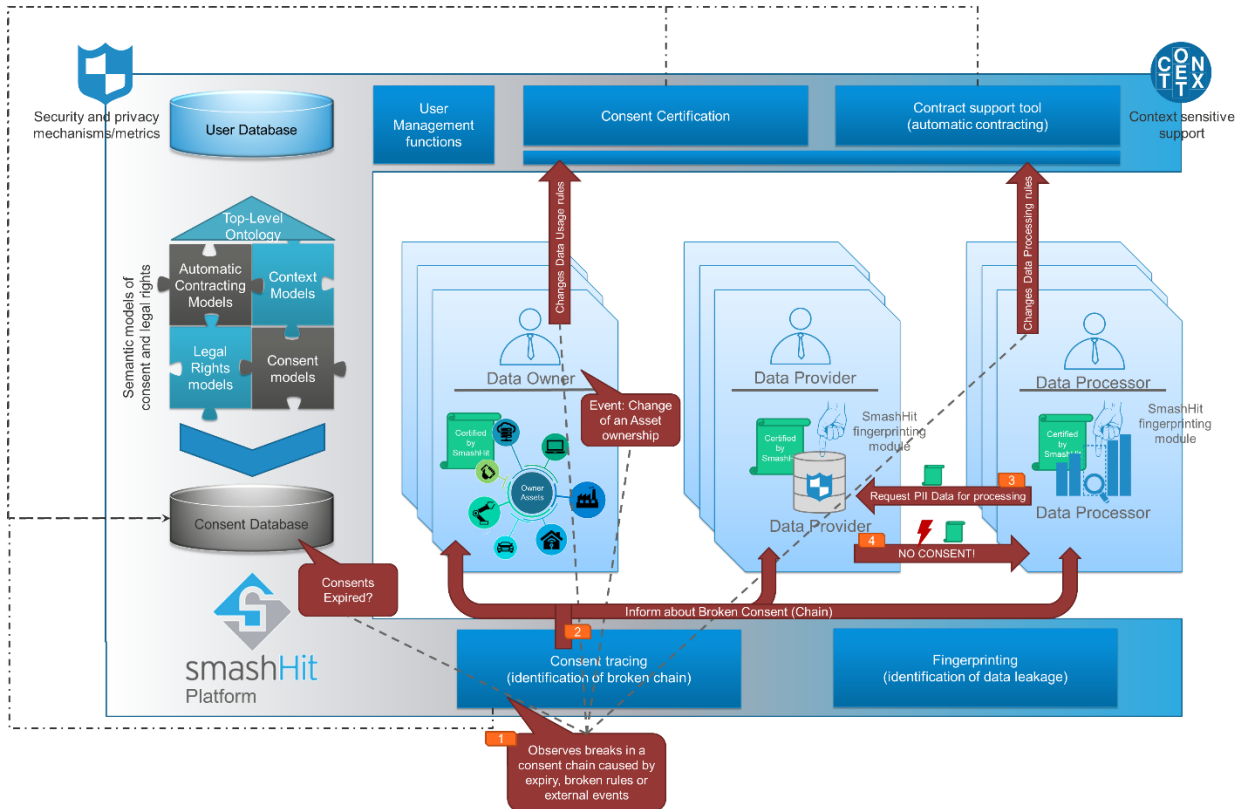 Security and privacy
mechanisms/metrics
User Database
User
Management
functions
Consent Certification
Contract support tool
(automatic contracting)
C O N
T E X
T T
Context sensitive
support
Top-Level
Ontology
Automatic
Contracting
Models
Context
Models
Legal
Rights
models
Consent
models
Semantic models of
consent and legal rights
Consent Database
Consents
Expired?
smashHit
Platform
Changes Data Usage rules
Changes Data Processing rules
Data Owner
Event: Change
of an Asset
ownership
Certified
by
SmashHit
Owner
Assets
Data Provider
SmashHit
fingerprinting
module
Certified
by
Data Provider
Data Processor
SmashHit
fingerprinting
module
Certified
by
SmashHit
Data Processor
3
Request PII Data for processing
4
NO CONSENT!
Inform about Broken Consent (Chain)
2
Consent tracing
(identification of broken chain)
Fingerprinting
(identification of data leakage)
1
Observes breaks in a
consent chain caused by
expiry, broken rules or
external events